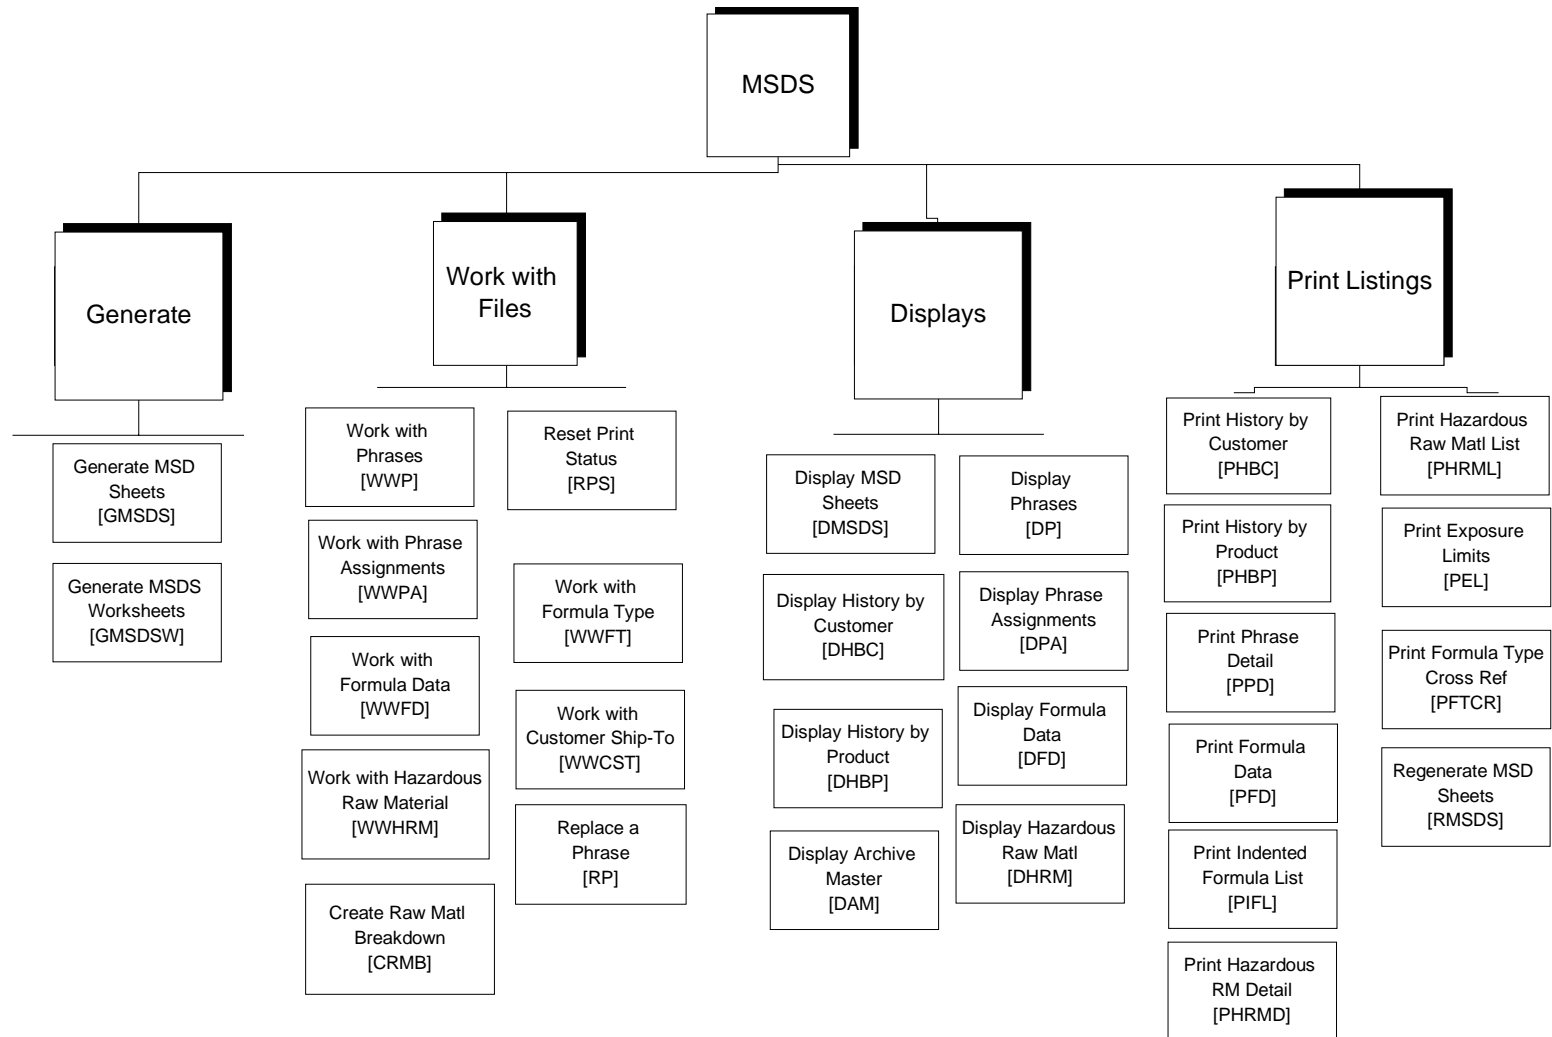 MSDS
Generate
Generate MSD
Sheets
[GMSDS]
Generate MSDS
Worksheets
[GMSDSW]
Work with
Files
Work with
Phrases
[WWP]
Work with Phrase
Assignments
[WWPA]
Work with
Formula Data
[WWFD]
Work with Hazardous
Raw Material
[WWHRM]
Create Raw Matl
Breakdown
[CRMB]
Reset Print
Status
[RPS]
Work with
Formula Type
[WWFT]
Work with
Customer Ship-To
[WWCST]
Replace a
Phrase
[RP]
Displays
Display MSD
Sheets
[DMSDS]
Display History by
Customer
[DHBC]
Display History by
Product
[DHBP]
Display Archive
Master
[DAM]
Display
Phrases
[DP]
Display Phrase
Assignments
[DPA]
Display Formula
Data
[DFD]
Display Hazardous
Raw Matl
[DHRM]
Print Listings
Print History by
Customer
[PHBC]
Print History by
Product
[PHBP]
Print Phrase
Detail
[PPD]
Print Formula
Data
[PFD]
Print Indented
Formula List
[PIFL]
Print Hazardous
RM Detail
[PHRMD]
Print Hazardous
Raw Matl List
[PHRML]
Print Exposure
Limits
[PEL]
Print Formula Type
Cross Ref
[PFTCR]
Regenerate MSD
Sheets
[RMSDS]